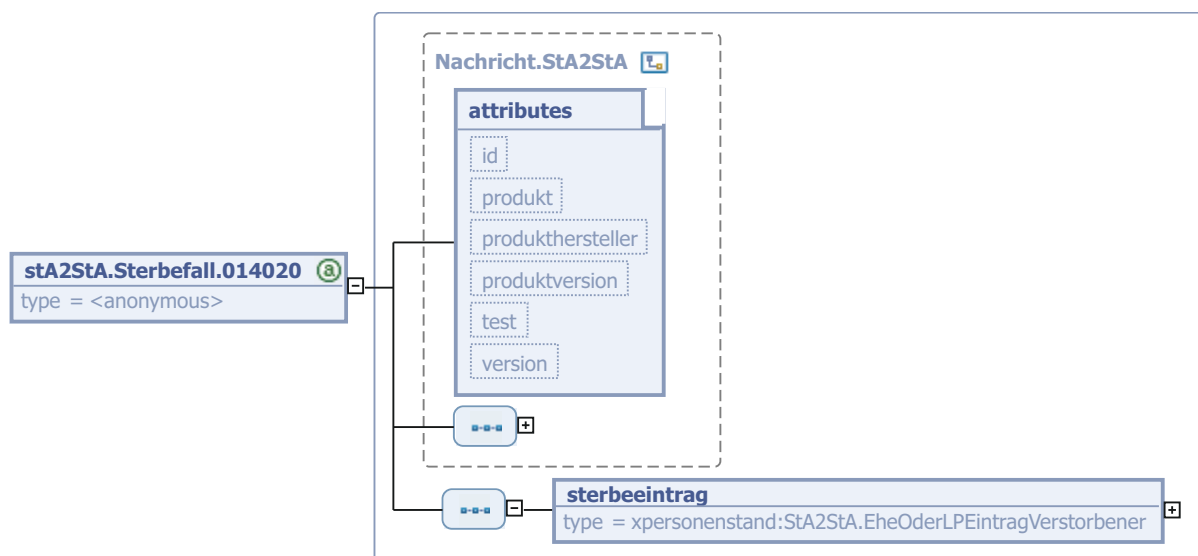 Nachricht.StA2StA
attributes
id
produkt
produkthersteller
produktversion
test
version
stA2StA.Sterbefall.014020 a
type = <anonymous>
sterbeeintrag
type = xpersonenstand:StA2StA.EheOderLPEintragVerstorbener